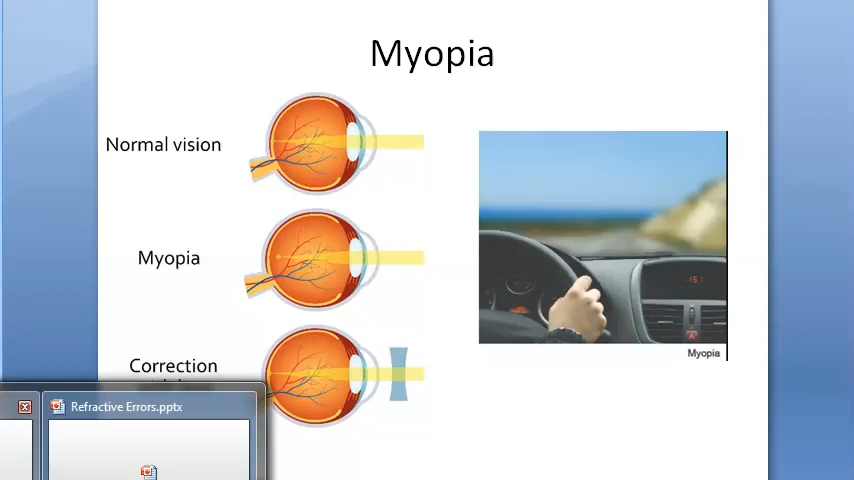 Myopia
Normal vision
Myopia
Correction
Myopia
Refractive Errors.pptx